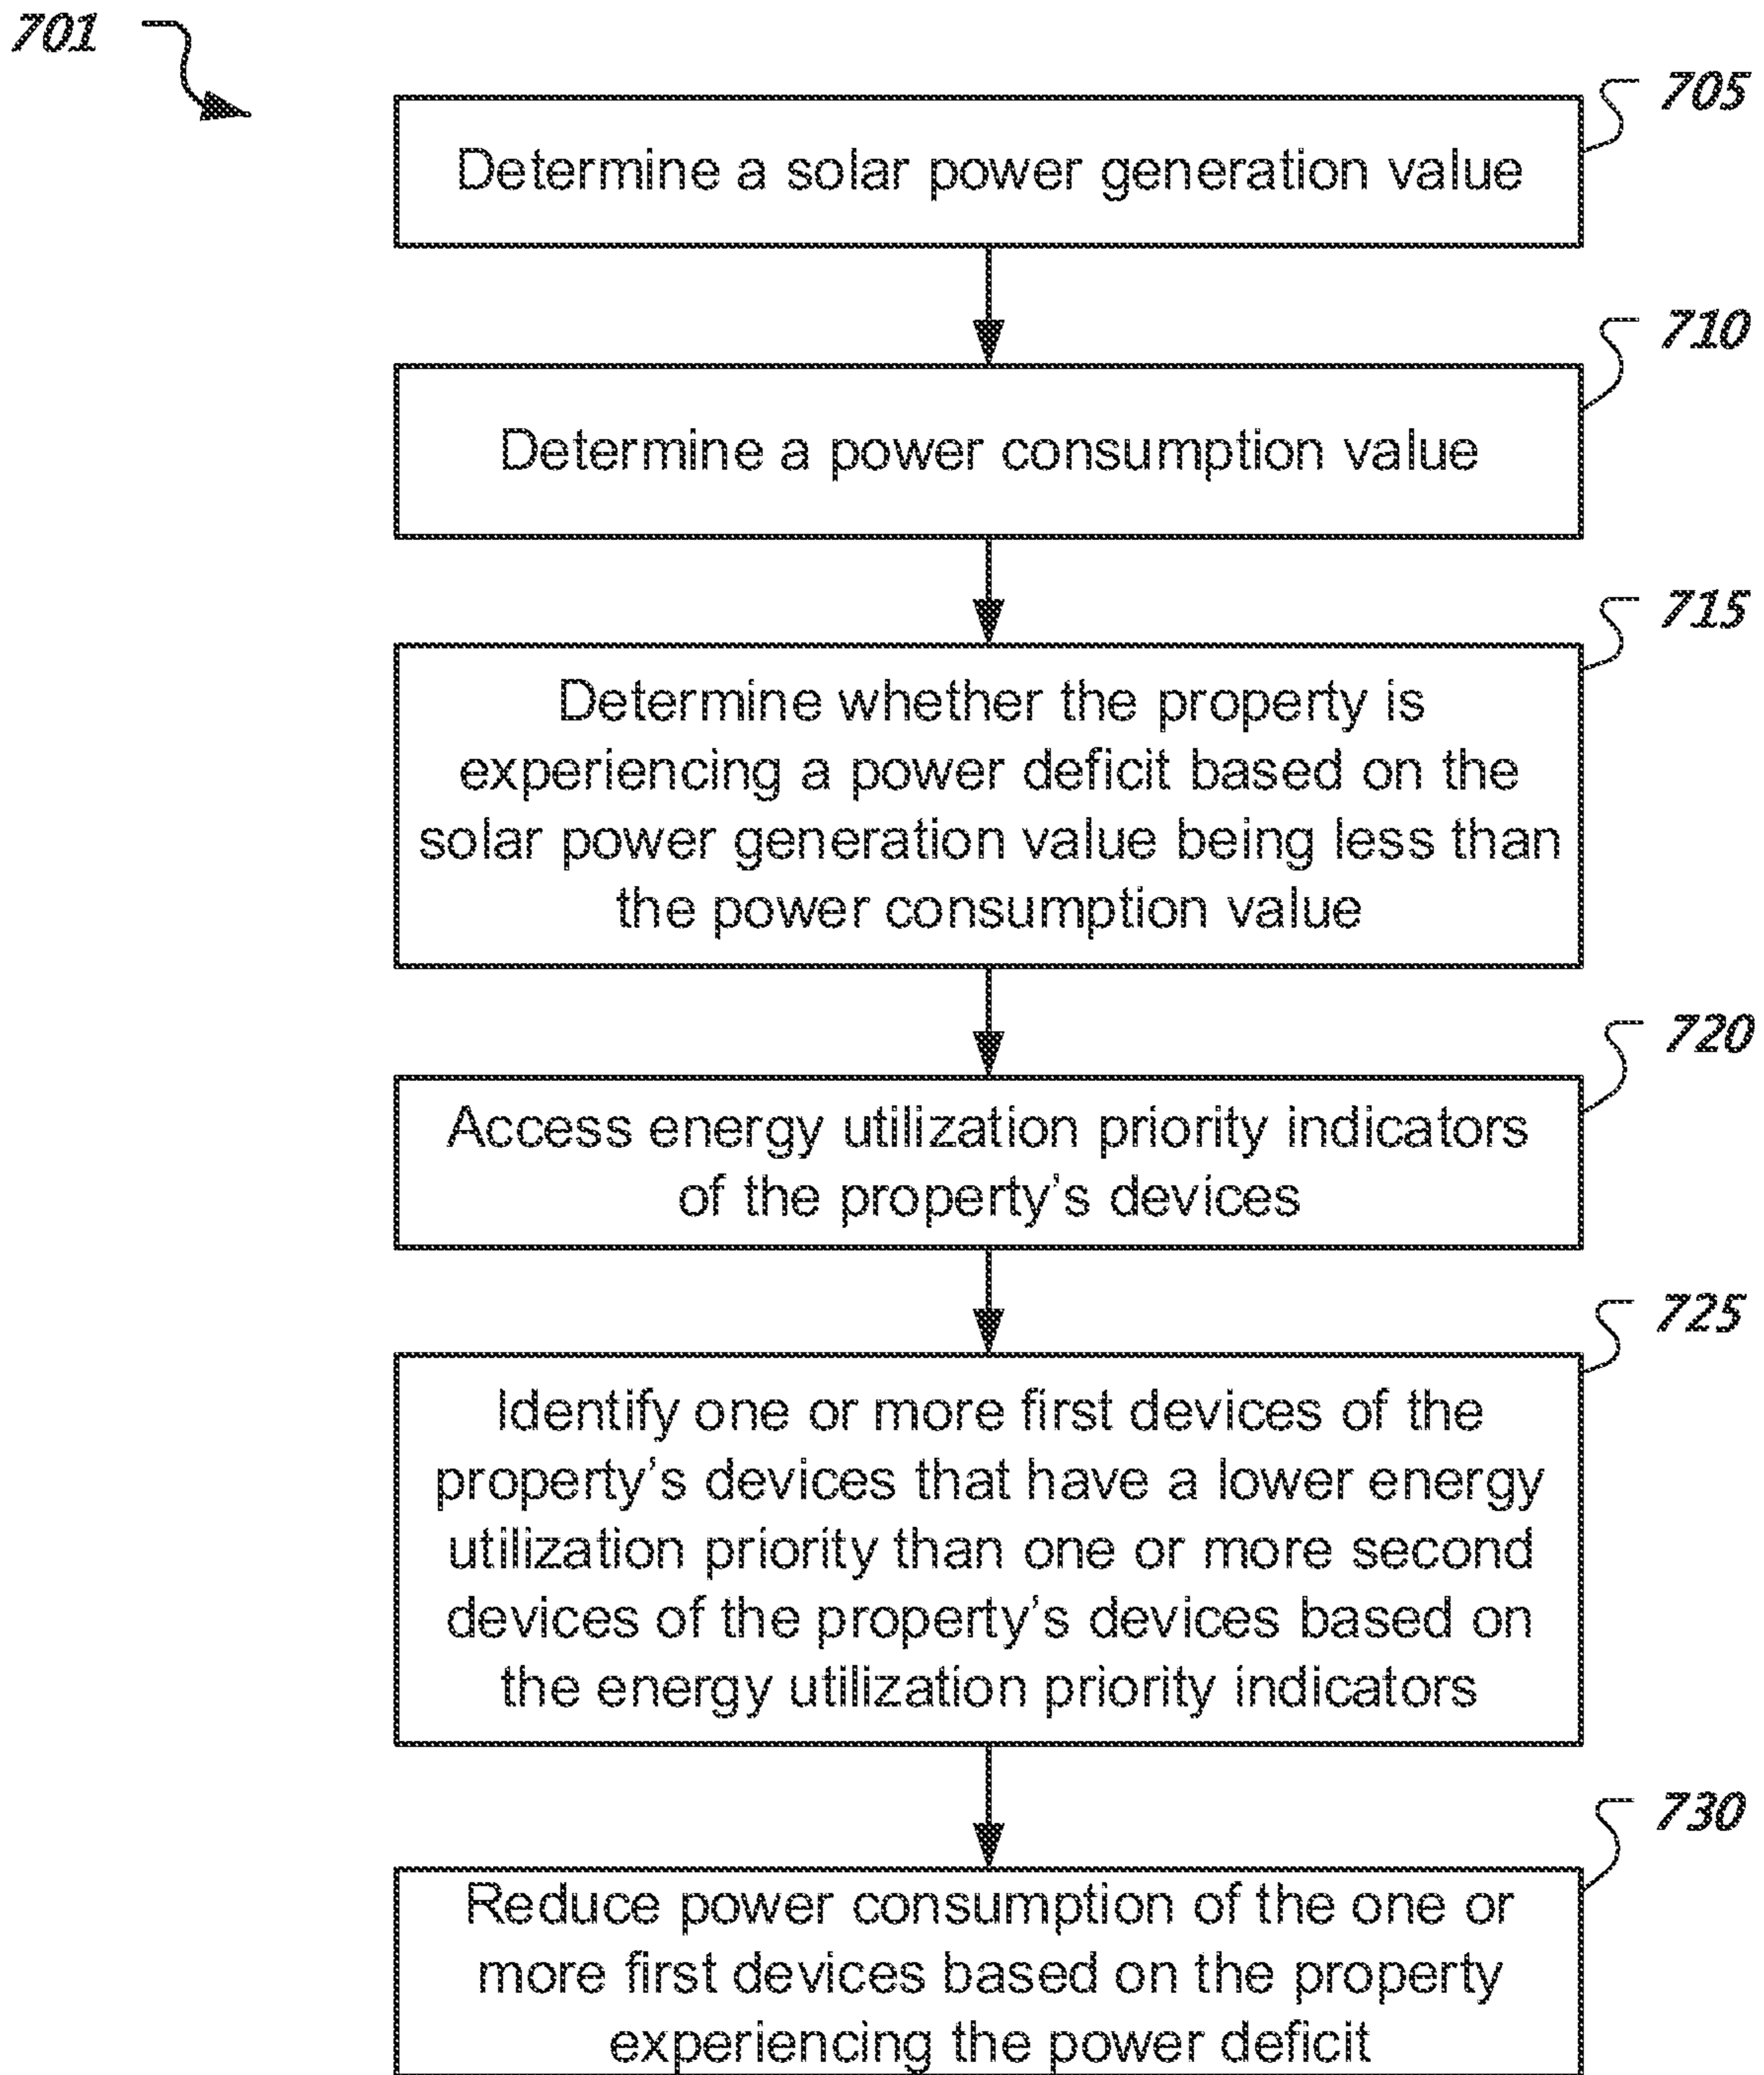 701
705
Determine a solar power generation value
710
Determine a power consumption value
715
Determine whether the property is
experiencing a power deficit based on the
solar power generation value being less than
the power consumption value
720
Access energy utilization priority indicators
of the property’s devices
725
Identify one or more first devices of the
property’s devices that have a lower energy
utilization priority than one or more second
devices of the property’s devices based on
the energy utilization priority indicators
730
Reduce power consumption of the one or
more first devices based on the property
experiencing the power deficit